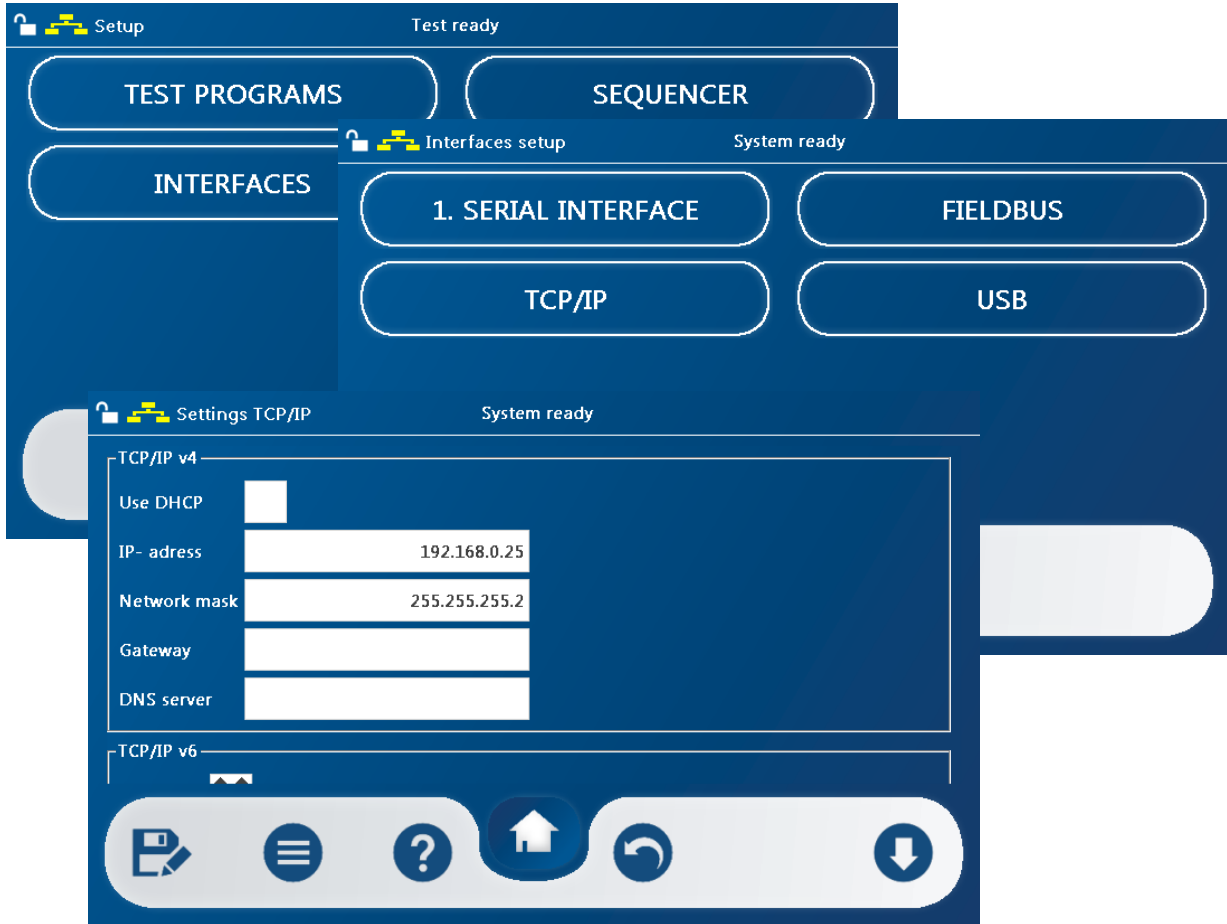 Setup Test ready
TEST PROGRAMS SEQUENCER
INTERFACES
Interfaces setup System ready
1. SERIAL INTERFACE FIELDBUS
TCP/IP USB
Settings TCP/IP System ready
TCP/IP v4
Use DHCP
IP- adress 192.168.0.25
Network mask 255.255.255.2
Gateway
DNS server
TCP/IP v6
?